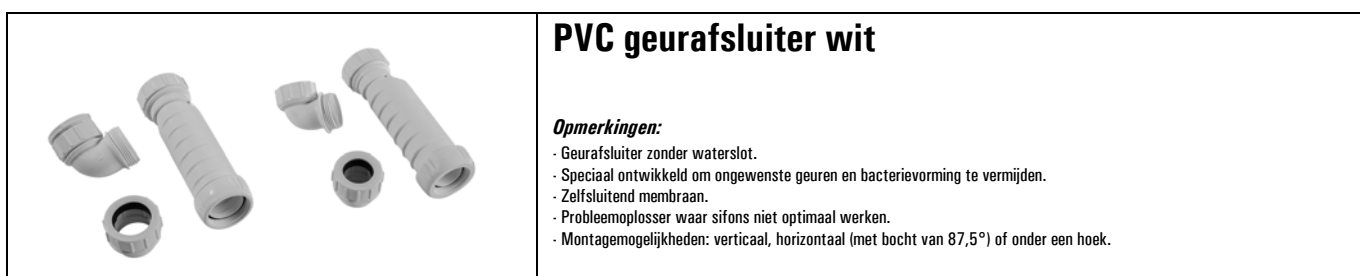 PVC geurafsluiter wit
Opmerkingen:
· Geurafsluiter zonder waterslot.
· Speciaal ontwikkeld om ongewenste geuren en bacterievorming te vermijden.
· Zelfsluitend membraan.
· Probleemoplosser waar sifons niet optimaal werken.
· Montagemogelijkheden: verticaal, horizontaal (met bocht van 87,5°) of onder een hoek.